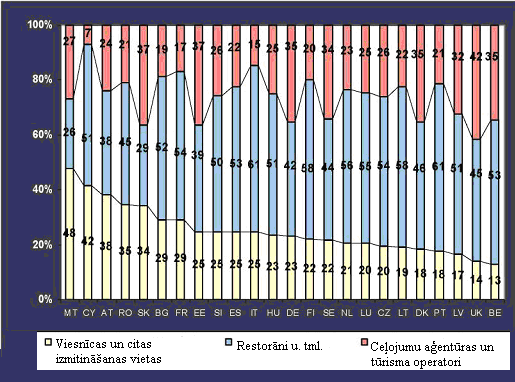 100%
27 7 24 21 37 19 17 37 26 22 15 25 35 20 34 23 25 26 22 35 21 32 42 35
80%
60%
26 51 38 45 29 52 54 39 50 53 61 51 42 58 44 56 55 54 58 46 61 51 45 53
40%
20%
48 42 38 35 34 29 29 25 25 25 25 23 23 22 22 21 20 20 19 18 18 17 14 13
0%
MT CY AT RO SK BG FR EE SI ES IT HU DE FI SE NL LU CZ LT DK PT LV UK BE
Viesnīcas un citas izmitināšanas vietas
Restorāni u. tml.
Ceļojumu aģentūras un tūrisma operatori